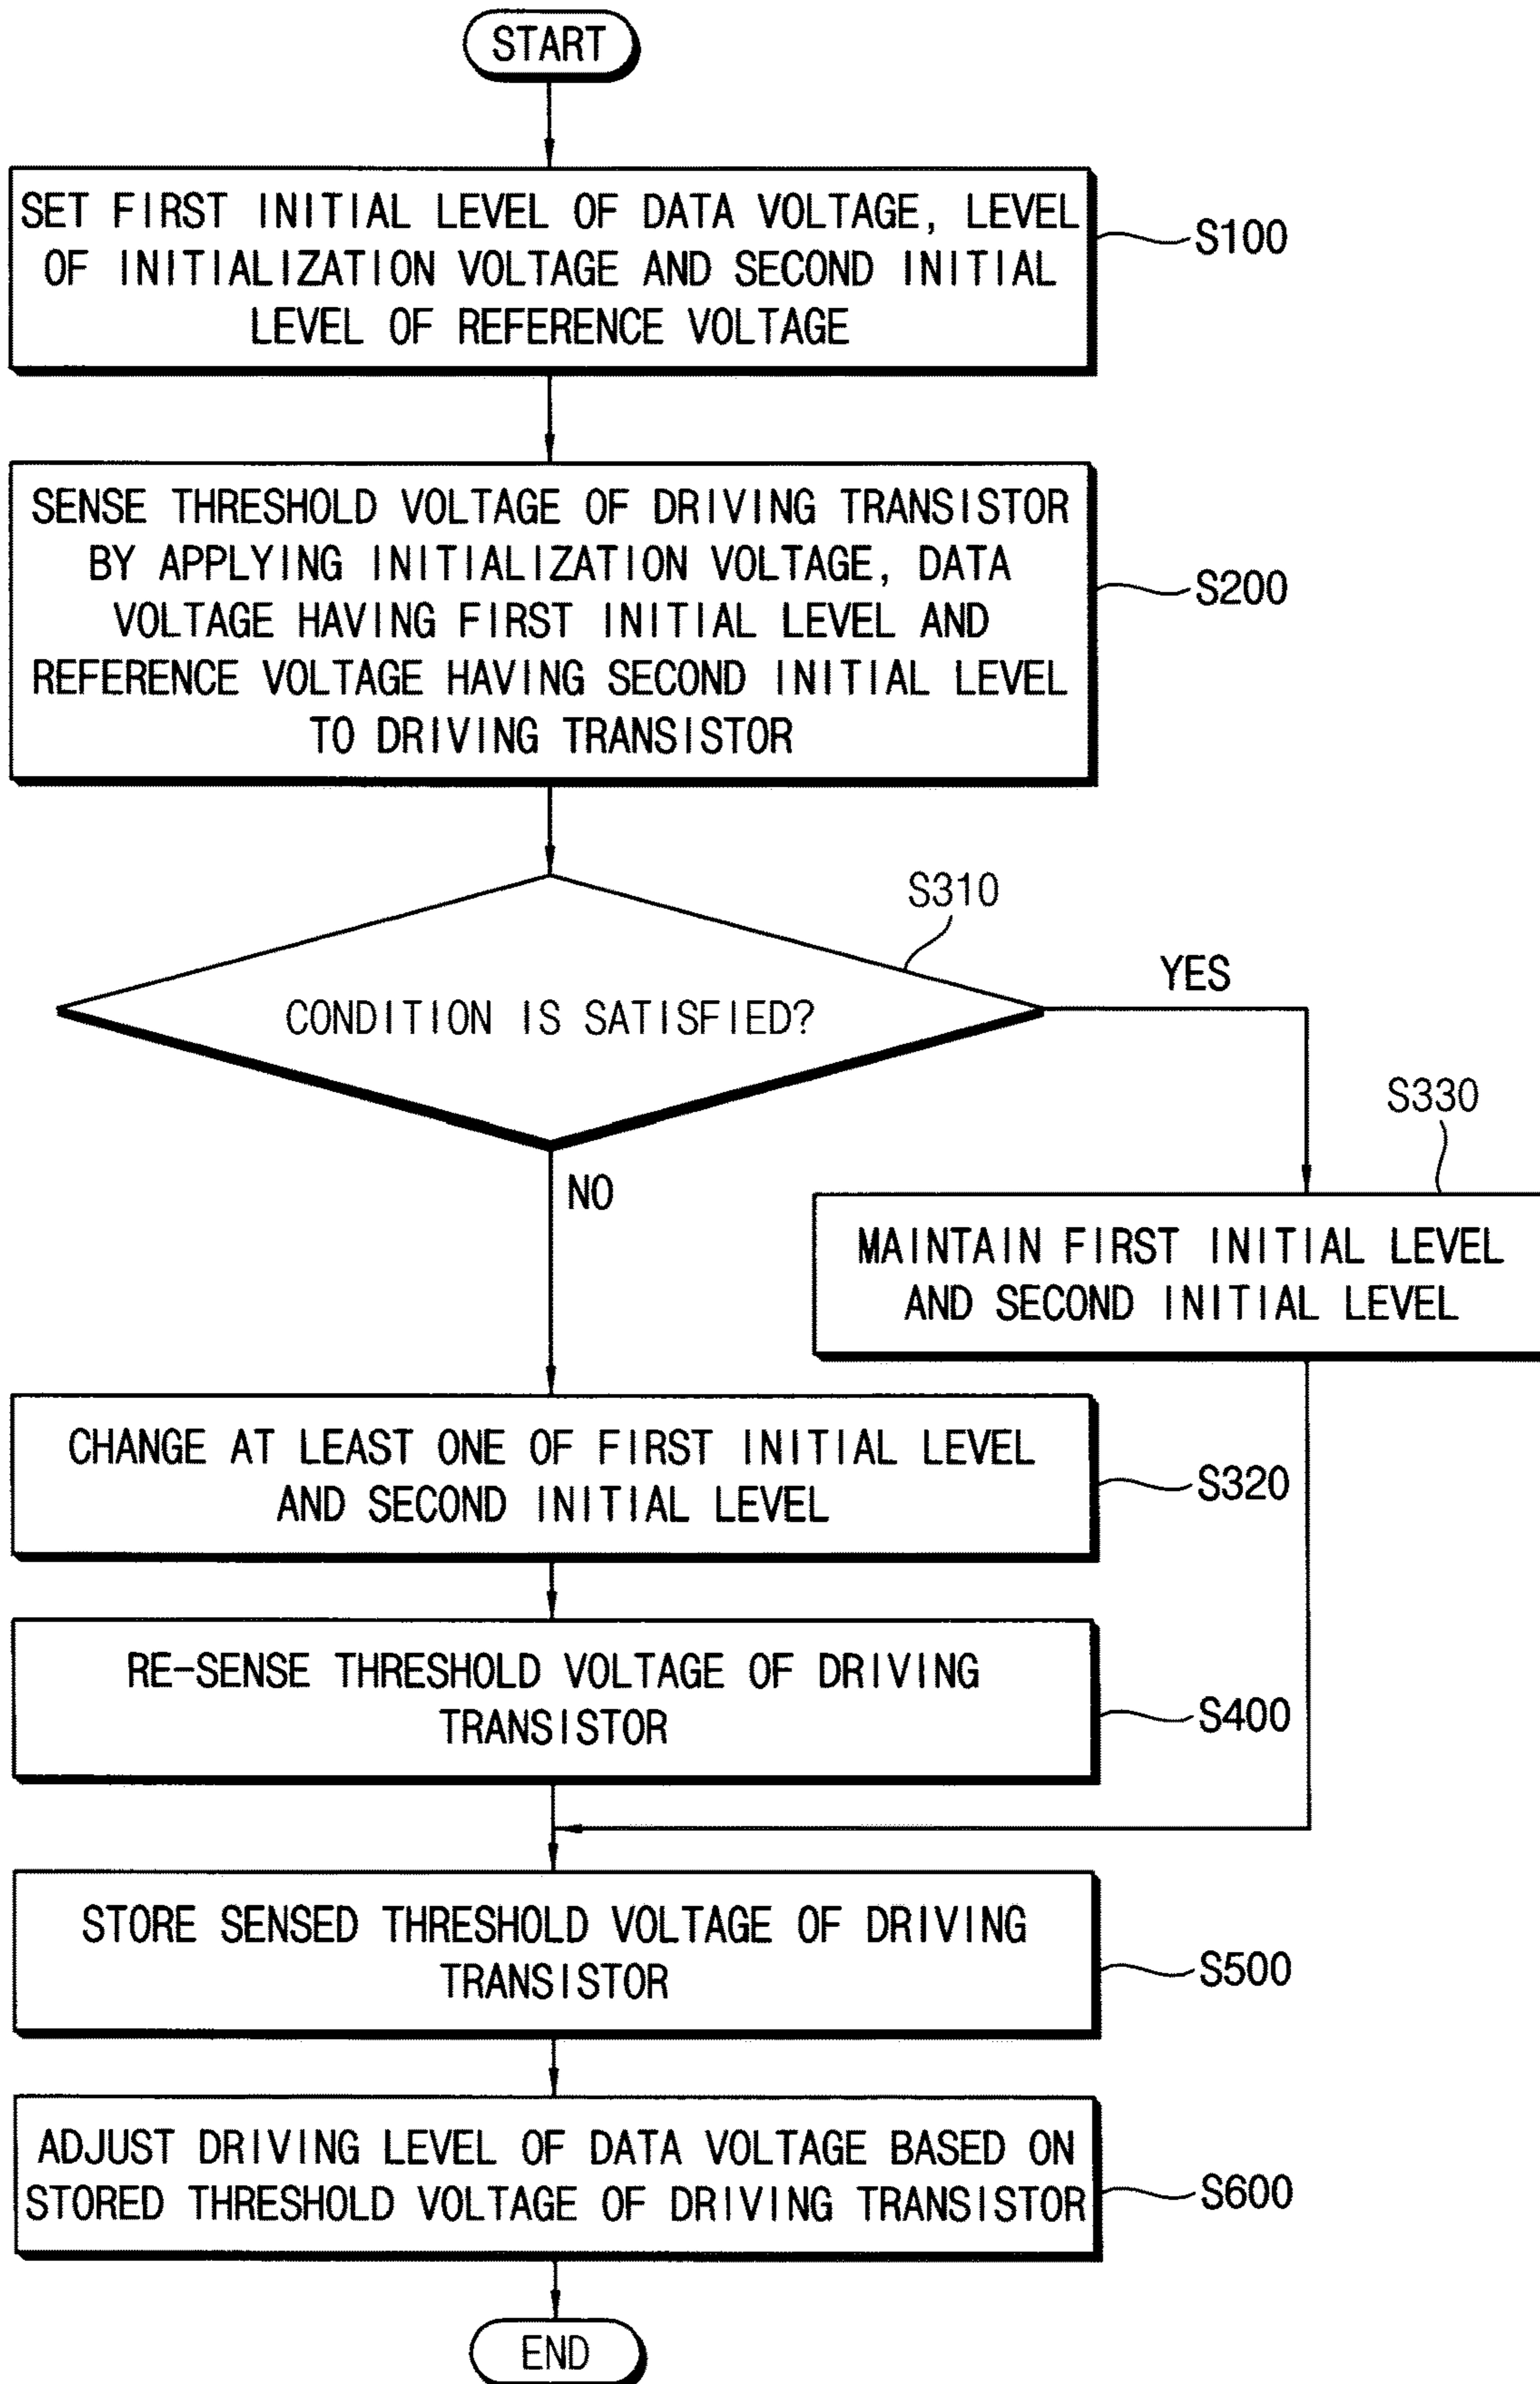 START
SET FIRST INITIAL LEVEL OF DATA VOLTAGE, LEVEL
OF INITIALIZATION VOLTAGE AND SECOND INITIAL
LEVEL OF REFERENCE VOLTAGE
S100
SENSE THRESHOLD VOLTAGE OF DRIVING TRANSISTOR
BY APPLYING INITIALIZATION VOLTAGE, DATA
VOLTAGE HAVING FIRST INITIAL LEVEL AND
REFERENCE VOLTAGE HAVING SECOND INITIAL LEVEL
TO DRIVING TRANSISTOR
S200
S310
CONDITION IS SATISFIED?
YES
NO
S330
MAINTAIN FIRST INITIAL LEVEL
AND SECOND INITIAL LEVEL
CHANGE AT LEAST ONE OF FIRST INITIAL LEVEL
AND SECOND INITIAL LEVEL
S320
RE-SENSE THRESHOLD VOLTAGE OF DRIVING
TRANSISTOR
S400
STORE SENSED THRESHOLD VOLTAGE OF DRIVING
TRANSISTOR
S500
ADJUST DRIVING LEVEL OF DATA VOLTAGE BASED ON
STORED THRESHOLD VOLTAGE OF DRIVING TRANSISTOR
S600
END